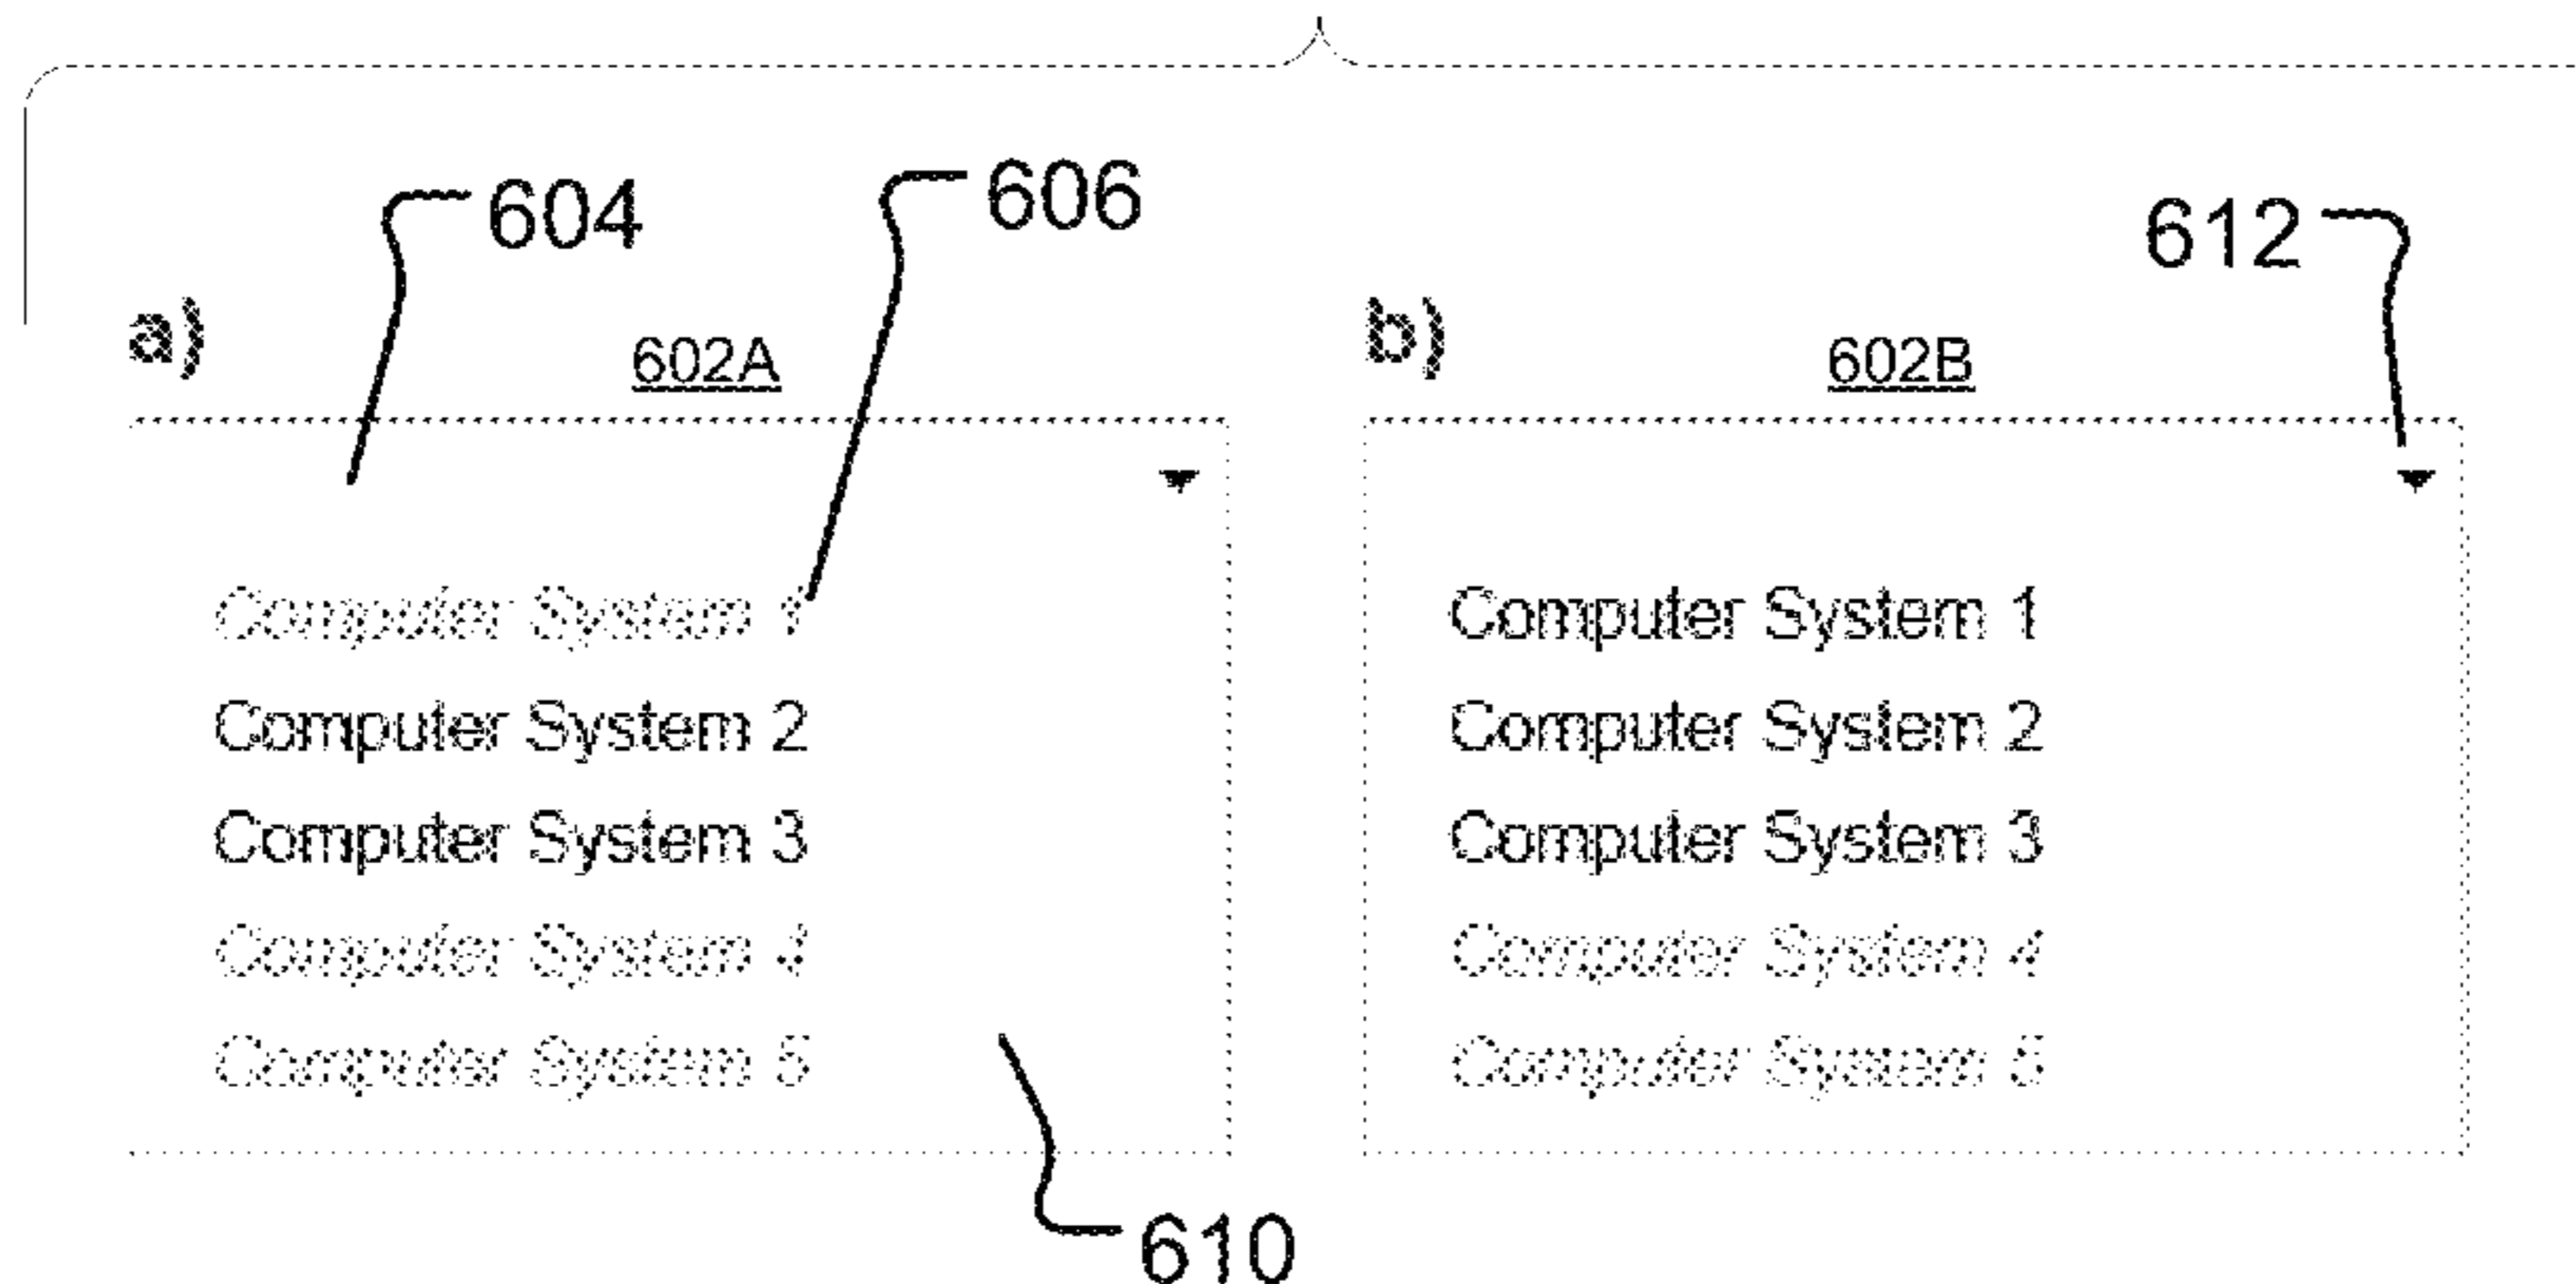 604
606
612
a)
602A
b)
602B
Computer System 1
Computer System 2
Computer System 3
Computer System 4
Computer System 5
Computer System 1
Computer System 2
Computer System 3
Computer System 4
Computer System 5
610